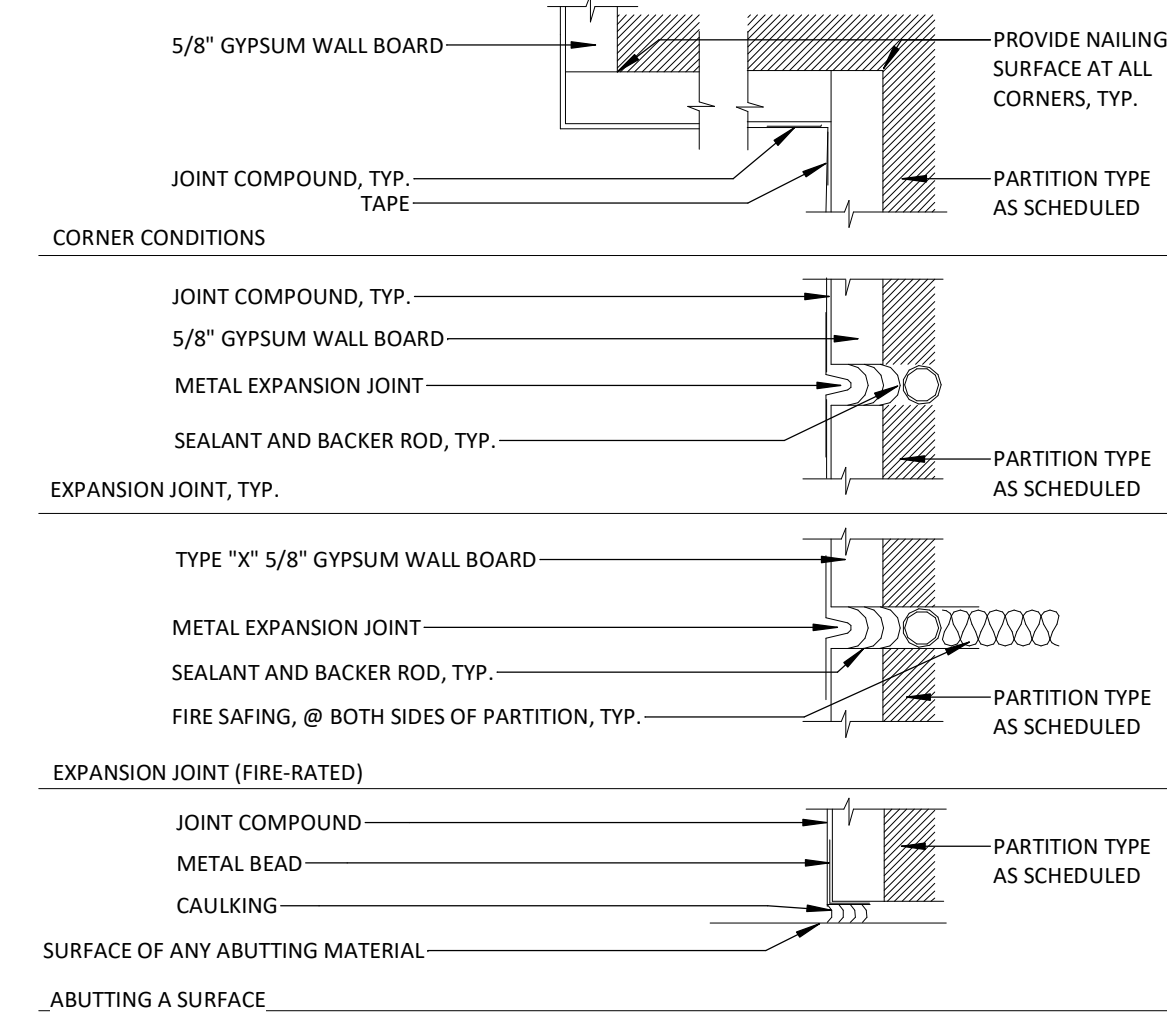 5/8" GYPSUM WALL BOARD
PROVIDE NAILING
SURFACE AT ALL
CORNERS, TYP.
JOINT COMPOUND, TYP.
TAPE
PARTITION TYPE
AS SCHEDULED
CORNER CONDITIONS
JOINT COMPOUND, TYP.
5/8" GYPSUM WALL BOARD
METAL EXPANSION JOINT
SEALANT AND BACKER ROD, TYP.
PARTITION TYPE
AS SCHEDULED
EXPANSION JOINT, TYP.
TYPE "X" 5/8" GYPSUM WALL BOARD
METAL EXPANSION JOINT
SEALANT AND BACKER ROD, TYP.
FIRE SAFING, @ BOTH SIDES OF PARTITION, TYP.
PARTITION TYPE
AS SCHEDULED
EXPANSION JOINT (FIRE-RATED)
JOINT COMPOUND
METAL BEAD
CAULKING
SURFACE OF ANY ABUTTING MATERIAL
PARTITION TYPE
AS SCHEDULED
ABUTTING A SURFACE